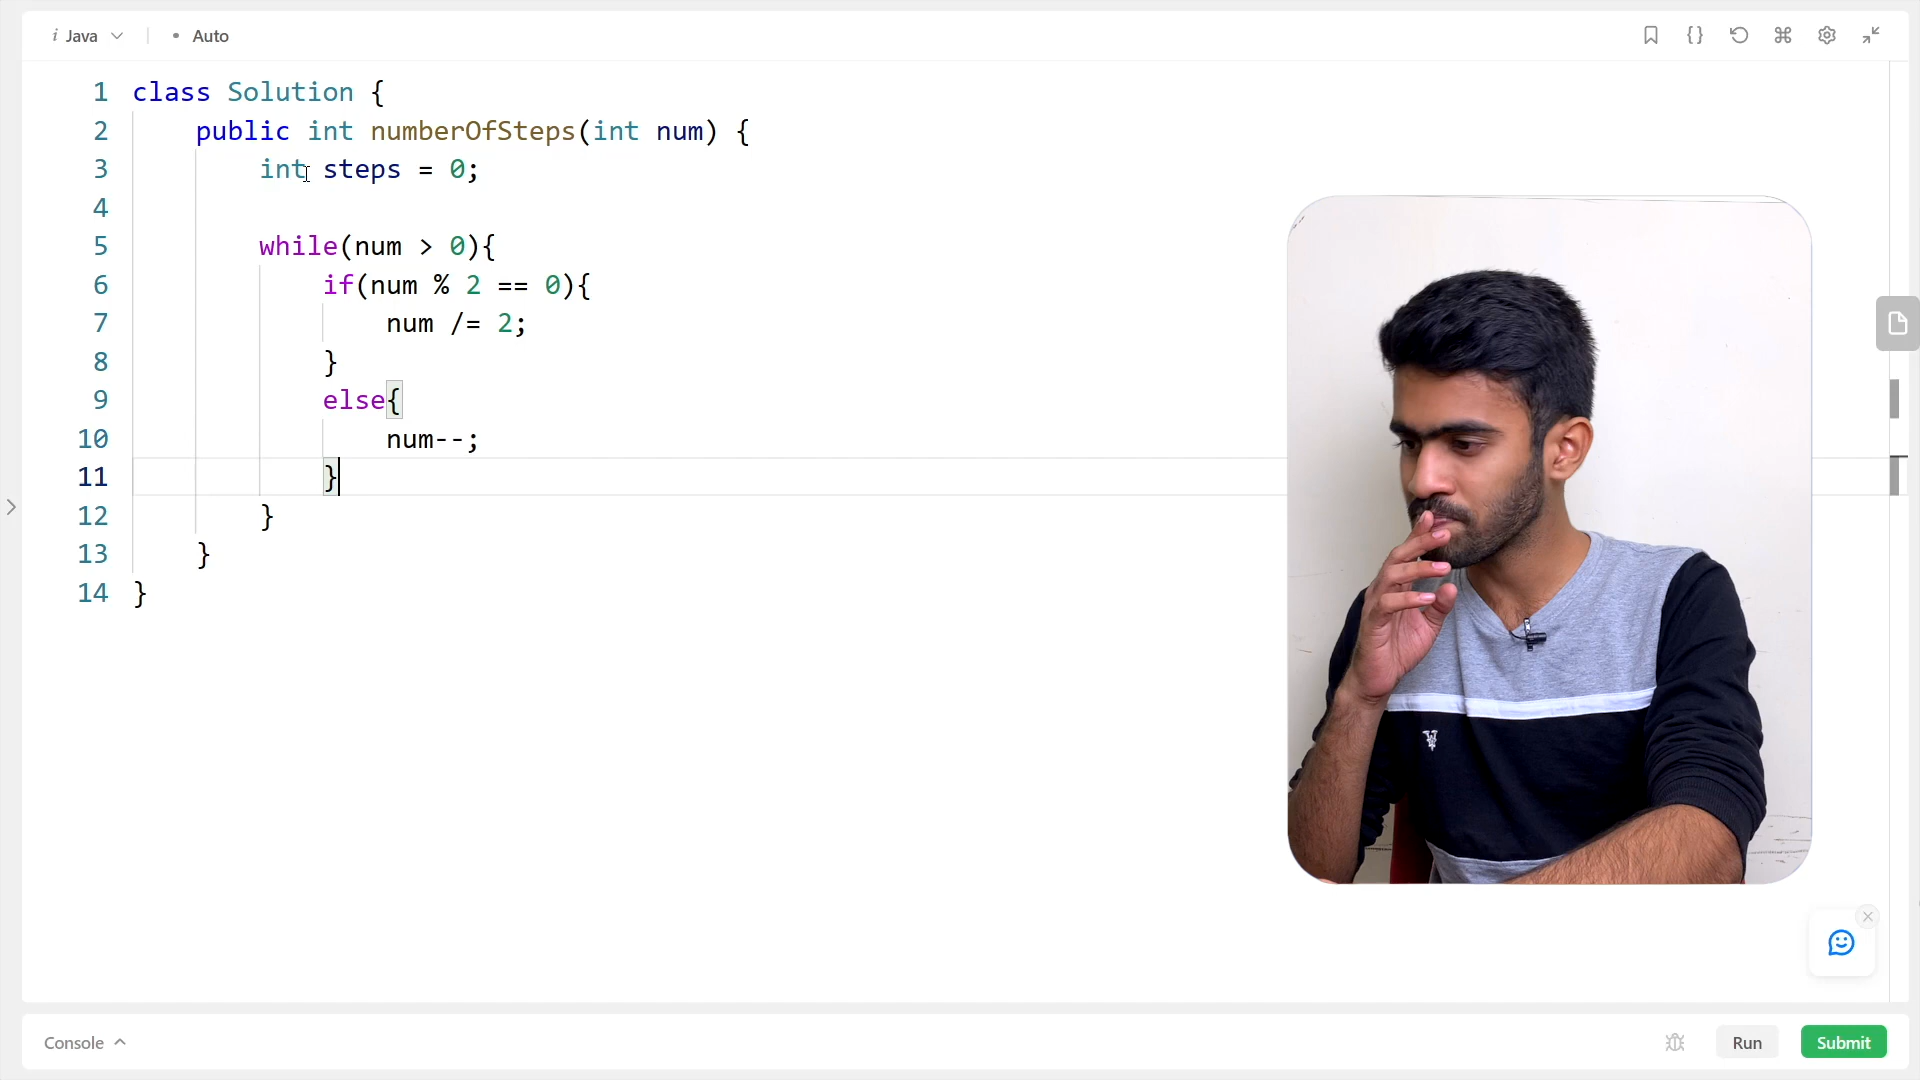 i Java • Auto
1 class Solution {
2 public int numberOfSteps(int num) {
3 int steps = 0;
4
5 while(num > 0){
6 if(num % 2 == 0){
7 num /= 2;
8 }
9 else{
10 num--;
11 }
12 }
13 }
14 }
Console Run Submit